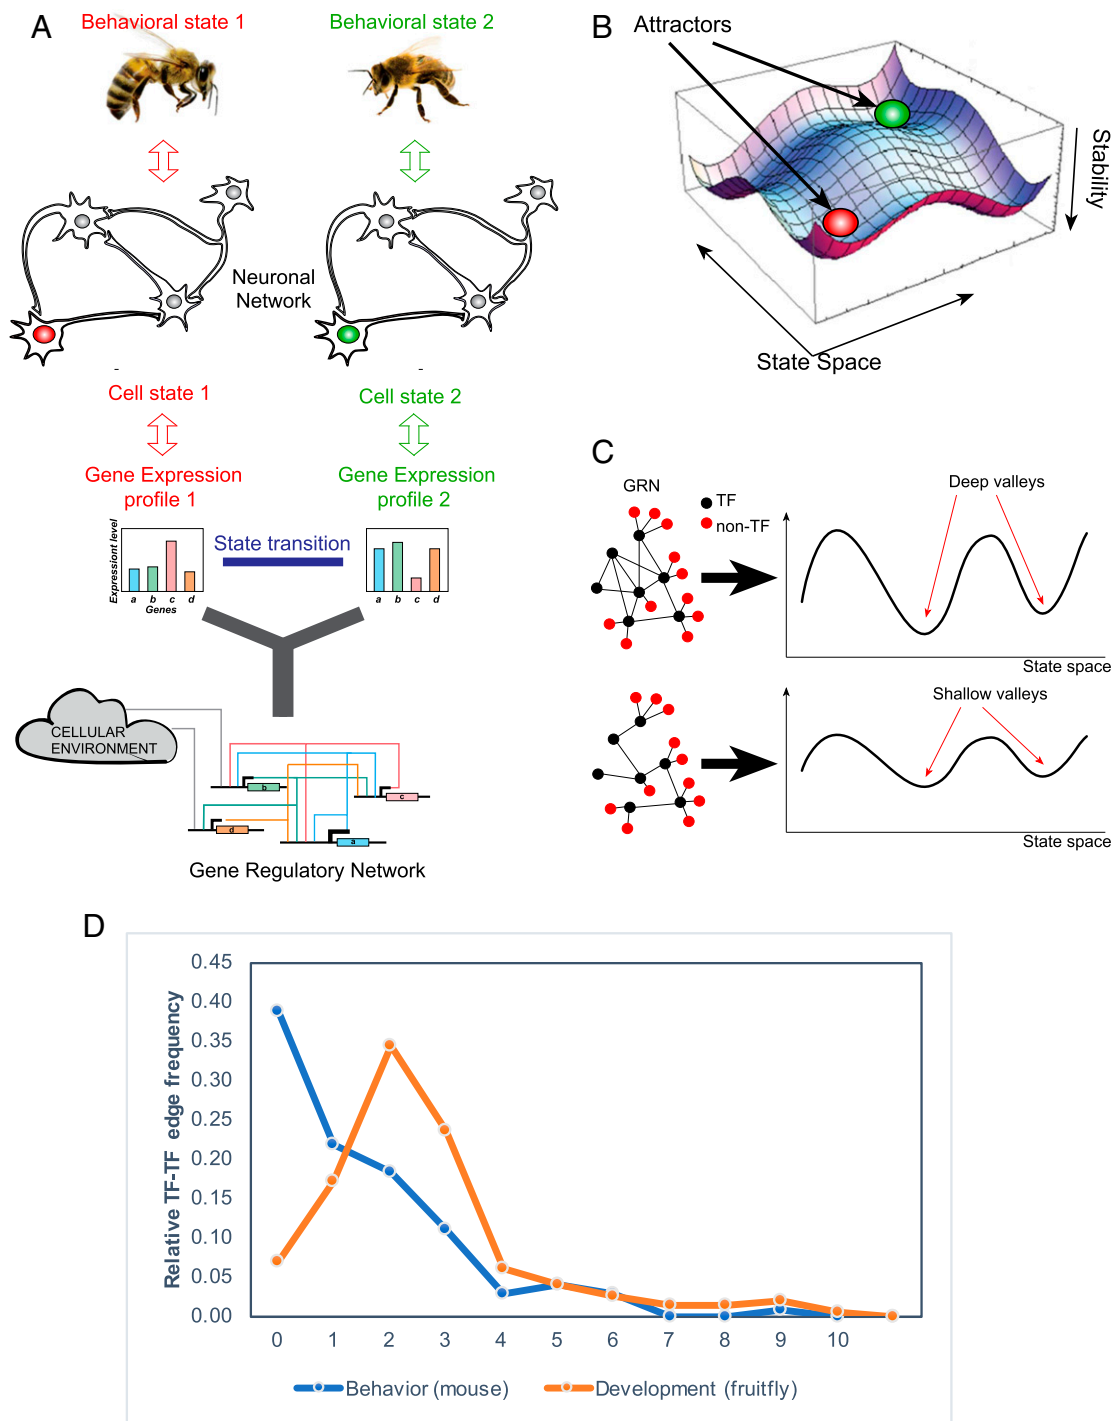 A
Behavioral state 1
Behavioral state 2
Neuronal
Network
Cell state 1
Cell state 2
Gene Expression
profile 1
Gene Expression
profile 2
Expressiont level
a b c d
Genes
State transition
a b c d
CELLULAR
ENVIRONMENT
b
c
d
a
Gene Regulatory Network
B
Attractors
Stability
State Space
C
GRN
TF
non-TF
Deep valleys
State space
Shallow valleys
State space
D
Relative TF-TF edge frequency
0.45
0.40
0.35
0.30
0.25
0.20
0.15
0.10
0.05
0.00
0 1 2 3 4 5 6 7 8 9 10
Behavior (mouse)
Development (fruitfly)